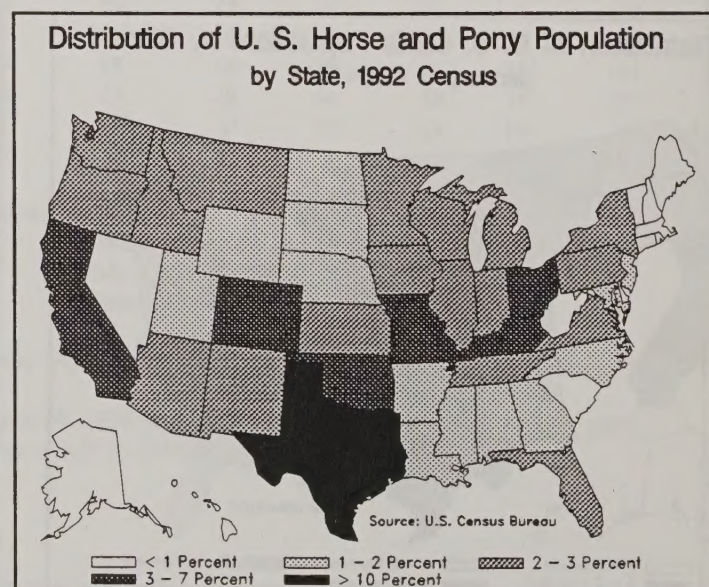 Distribution of U. S. Horse and Pony Population
by State, 1992 Census
Source: U.S. Census Bureau
< 1 Percent 1 - 2 Percent 2 - 3 Percent
3 - 7 Percent > 10 Percent